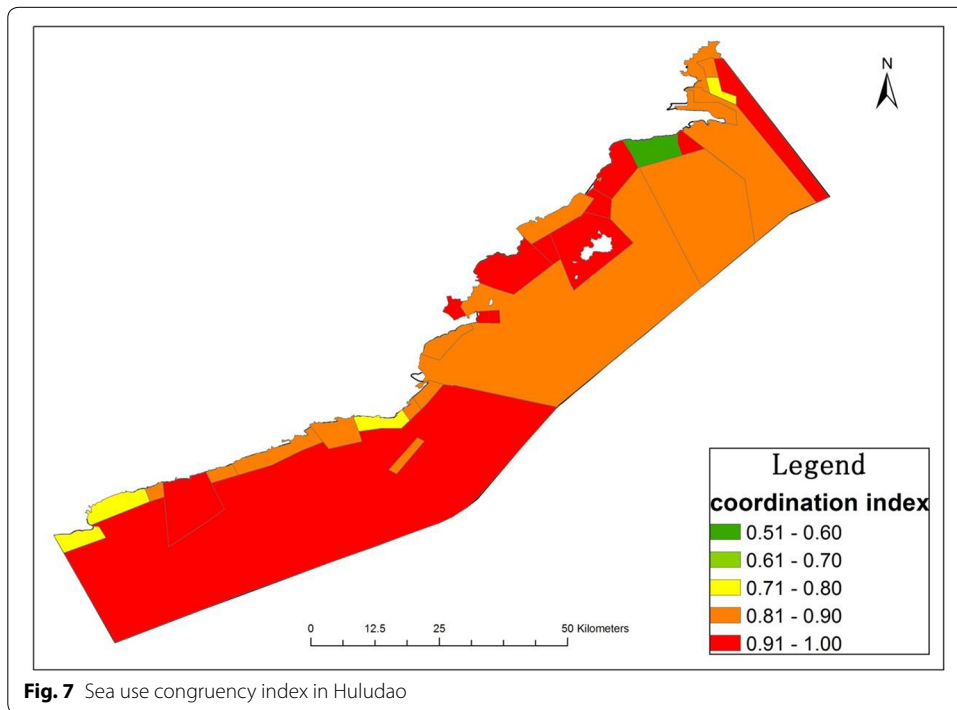 N
Legend
coordination index
0.51 - 0.60
0.61 - 0.70
0.71 - 0.80
0.81 - 0.90
0.91 - 1.00
0 12.5 25 50 Kilometers
Fig. 7 Sea use congruency index in Huludao